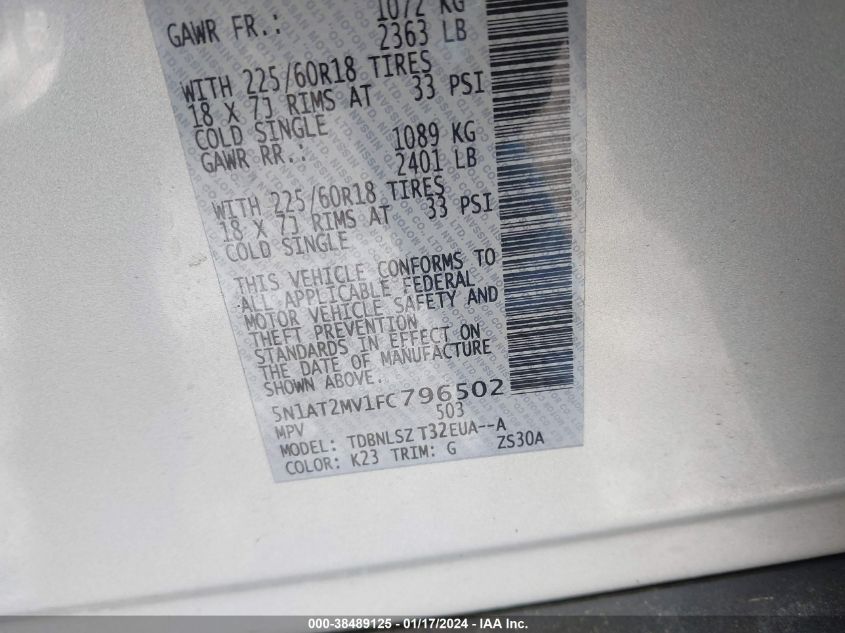 1072 KG
GAWR FR.:
2363 LB
WITH 225/60R18 TIRES
18 X 7J RIMS AT 33 PSI
COLD SINGLE
1089 KG
GAWR RR.:
2401 LB
WITH 225/60R18 TIRES
18 X 7J RIMS AT 33 PSI
COLD SINGLE
THIS VEHICLE CONFORMS TO
ALL APPLICABLE FEDERAL
MOTOR VEHICLE SAFETY AND
THEFT PREVENTION
STANDARDS IN EFFECT ON
THE DATE OF MANUFACTURE
SHOWN ABOVE.
5N1AT2MV1FC796502
503
MPV
MODEL: TDBNLSZ T32EUA--A
COLOR: K23 TRIM: G ZS30A
000-38489125 - 01/17/2024 - IAA Inc.